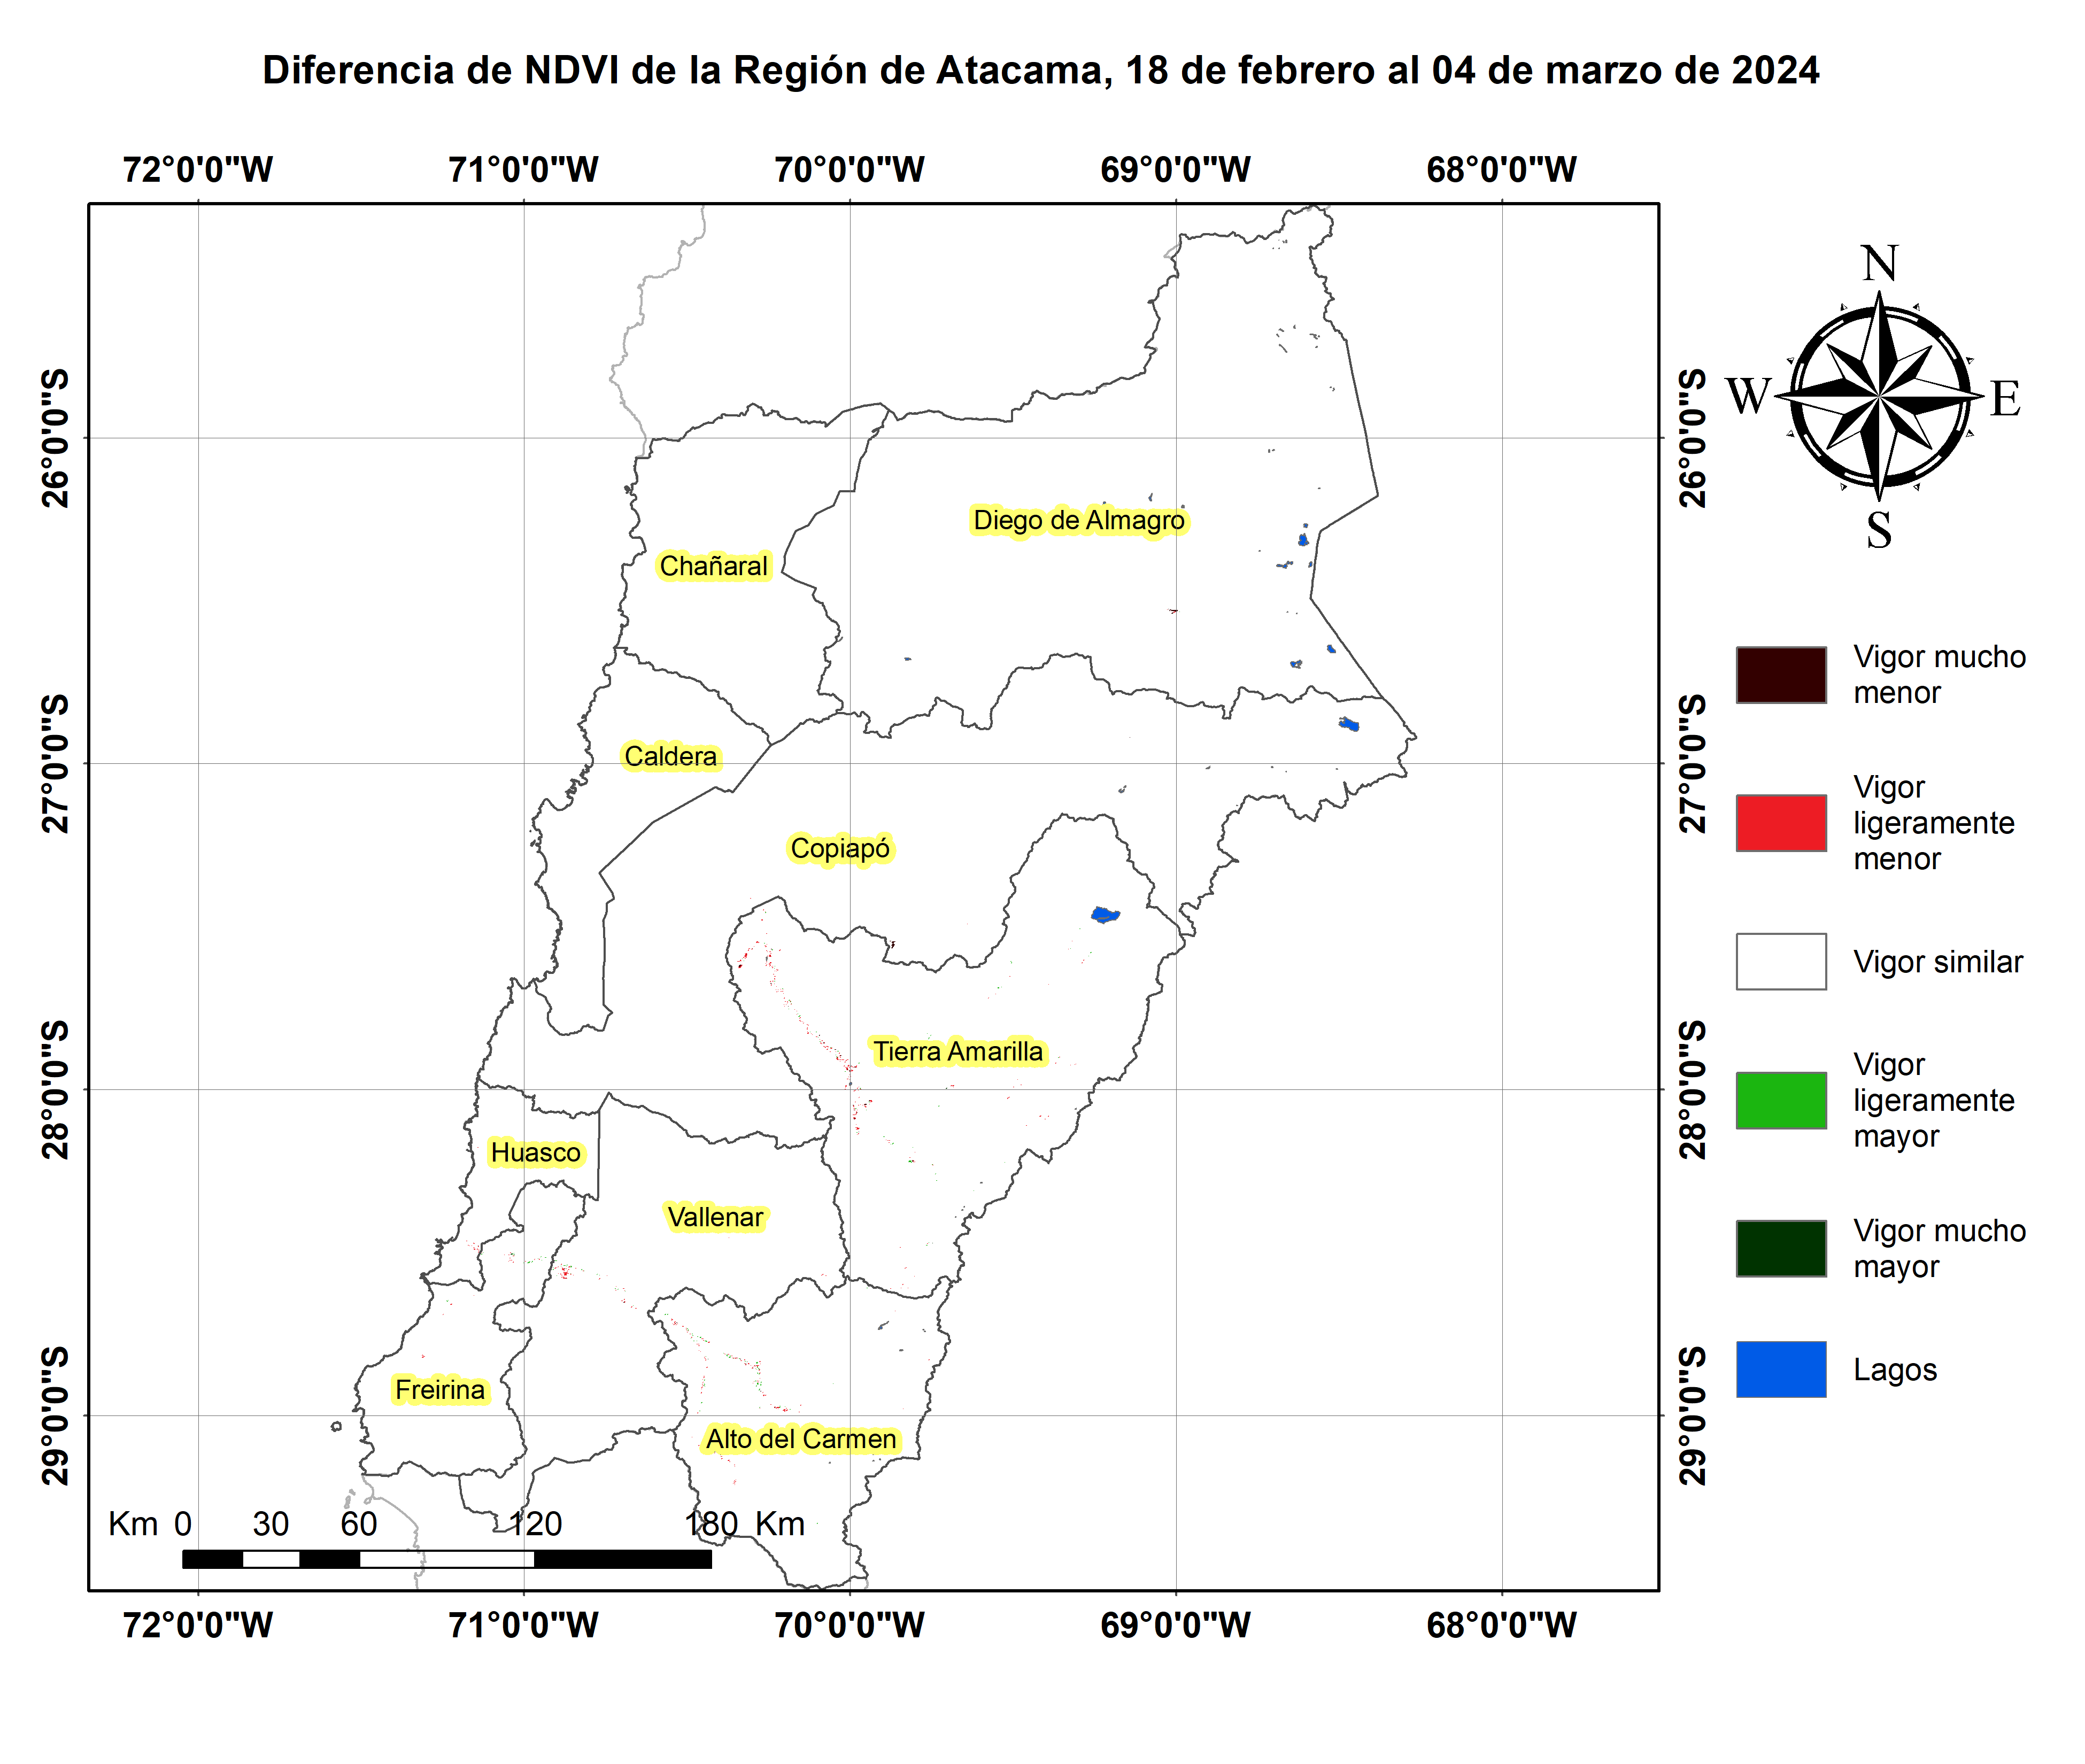 Diferencia de NDVI de la Región de Atacama, 18 de febrero al 04 de marzo de 2024
72°0'0"W 71°0'0"W 70°0'0"W 69°0'0"W 68°0'0"W
26°0'0"S
27°0'0"S
28°0'0"S
29°0'0"S
Diego de Almagro
Chañaral
Caldera
Copiapó
Tierra Amarilla
Huasco
Vallenar
Freirina
Alto del Carmen
Km 0 30 60 120 180 Km
72°0'0"W 71°0'0"W 70°0'0"W 69°0'0"W 68°0'0"W
26°0'0"S
27°0'0"S
28°0'0"S
29°0'0"S
N
W E
S
Vigor mucho
menor
Vigor
ligeramente
menor
Vigor similar
Vigor
ligeramente
mayor
Vigor mucho
mayor
Lagos